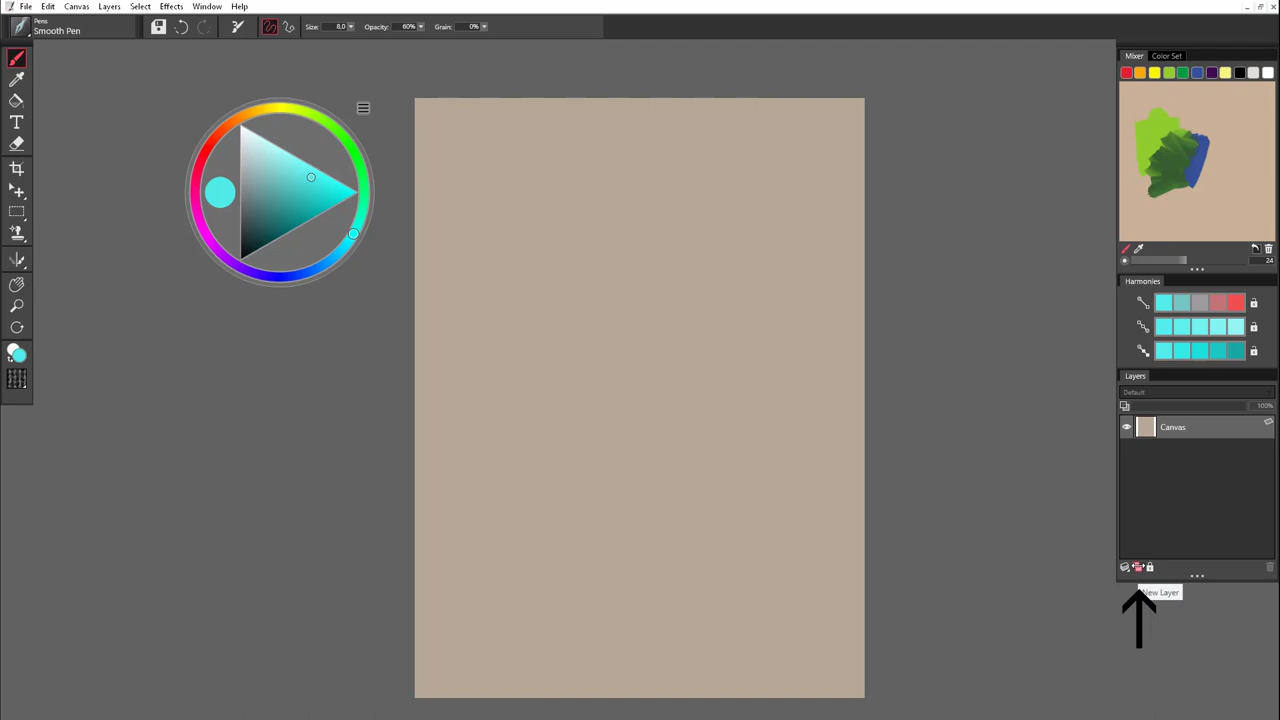 File Edit Canvas Layers Select Effects Window Help
Pens
Smooth Pen
Size: 8,0 Opacity: 60% Grain: 0%
Mixer Color Set
24
Harmonies
Layers
Default
100%
Canvas
New Layer